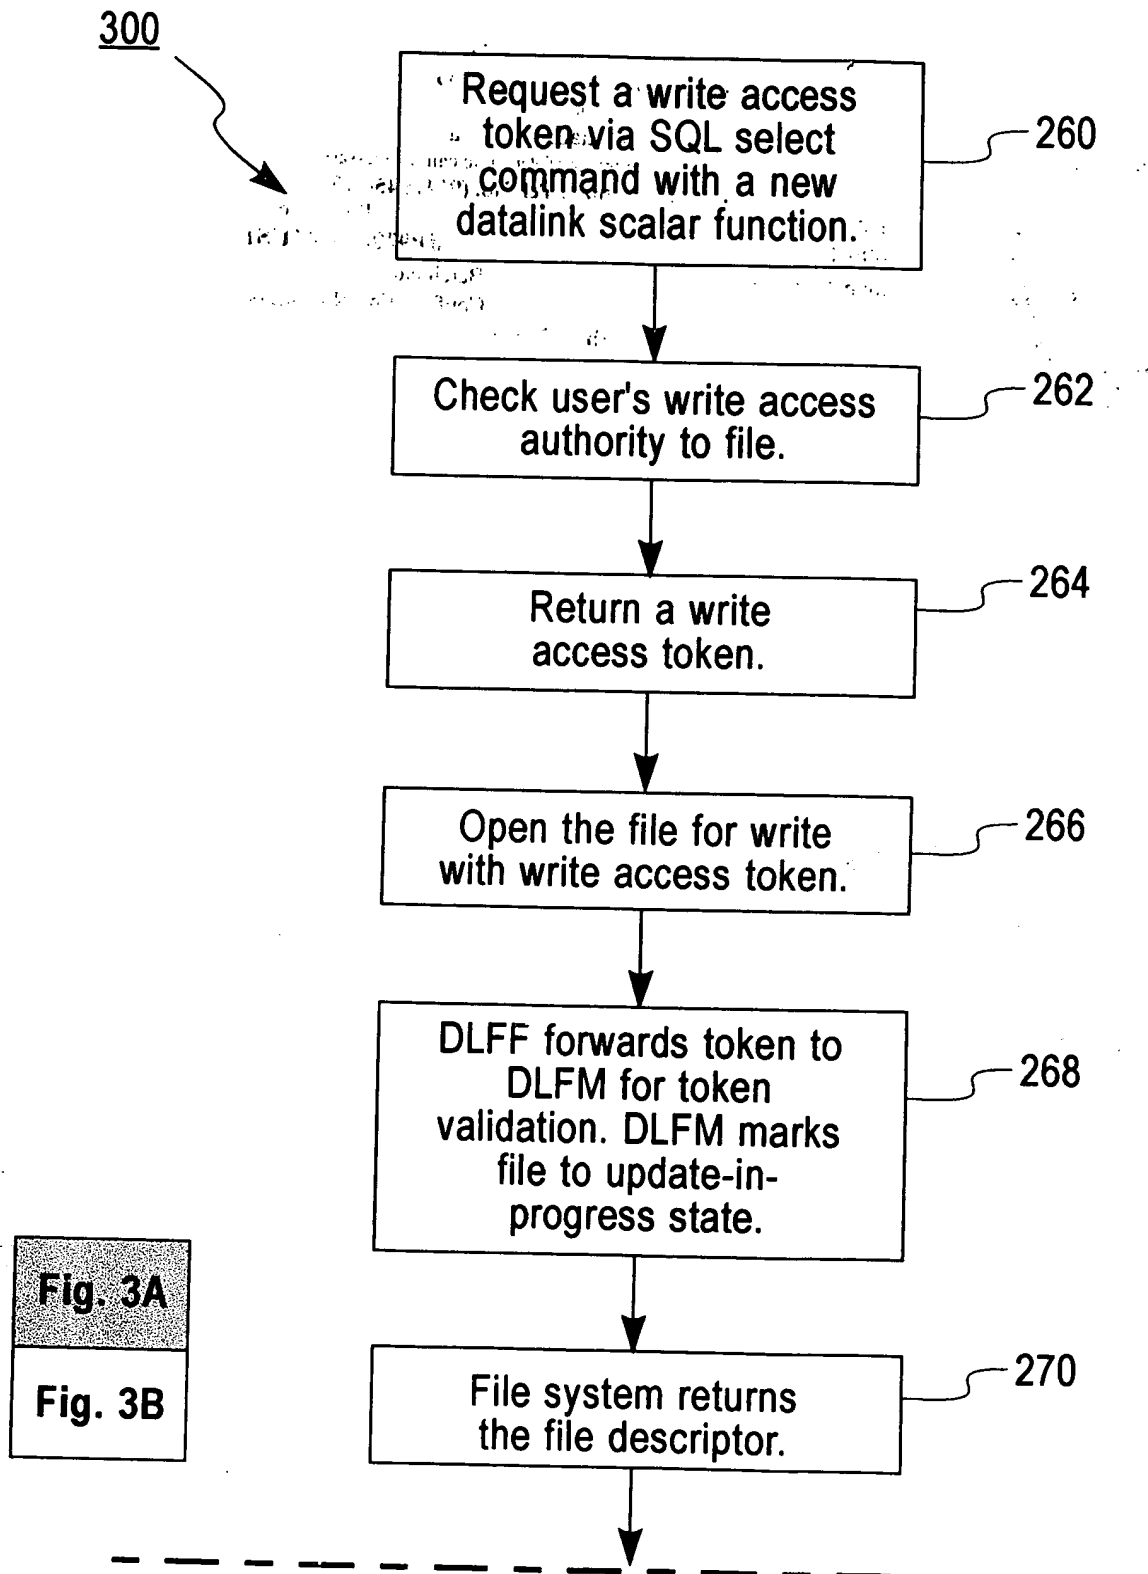 300
Request a write access
token via SQL select
command with a new
datalink scalar function.
260
Check user's write access
authority to file.
262
Return a write
access token.
264
Open the file for write
with write access token.
266
DLFF forwards token to
DLFM for token
validation. DLFM marks
file to update-in-
progress state.
268
File system returns
the file descriptor.
270
Fig. 3A
Fig. 3B